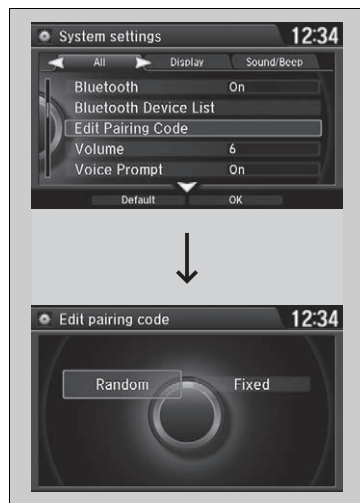 System settings 12:34
All Display Sound/Beep
Bluetooth On
Bluetooth Device List
Edit Pairing Code
Volume 6
Voice Prompt On
Default OK
Edit pairing code 12:34
Random Fixed